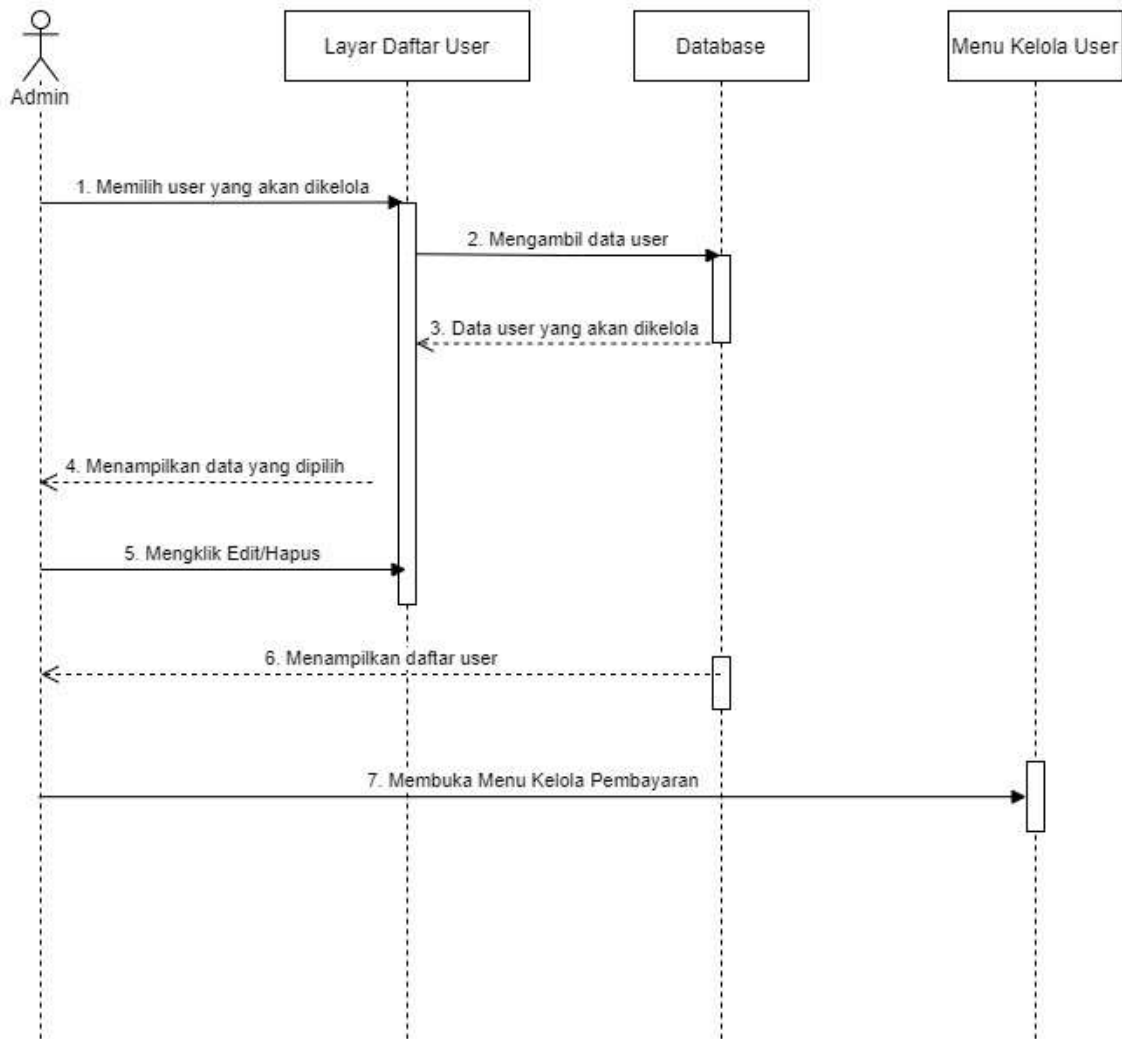 Layar Daftar User
Database
Menu Kelola User
Admin
1. Memilih user yang akan dikelola
2. Mengambil data user
3. Data user yang akan dikelola
4. Menampilkan data yang dipilih
5. Mengklik Edit/Hapus
6. Menampilkan daftar user
7. Membuka Menu Kelola Pembayaran